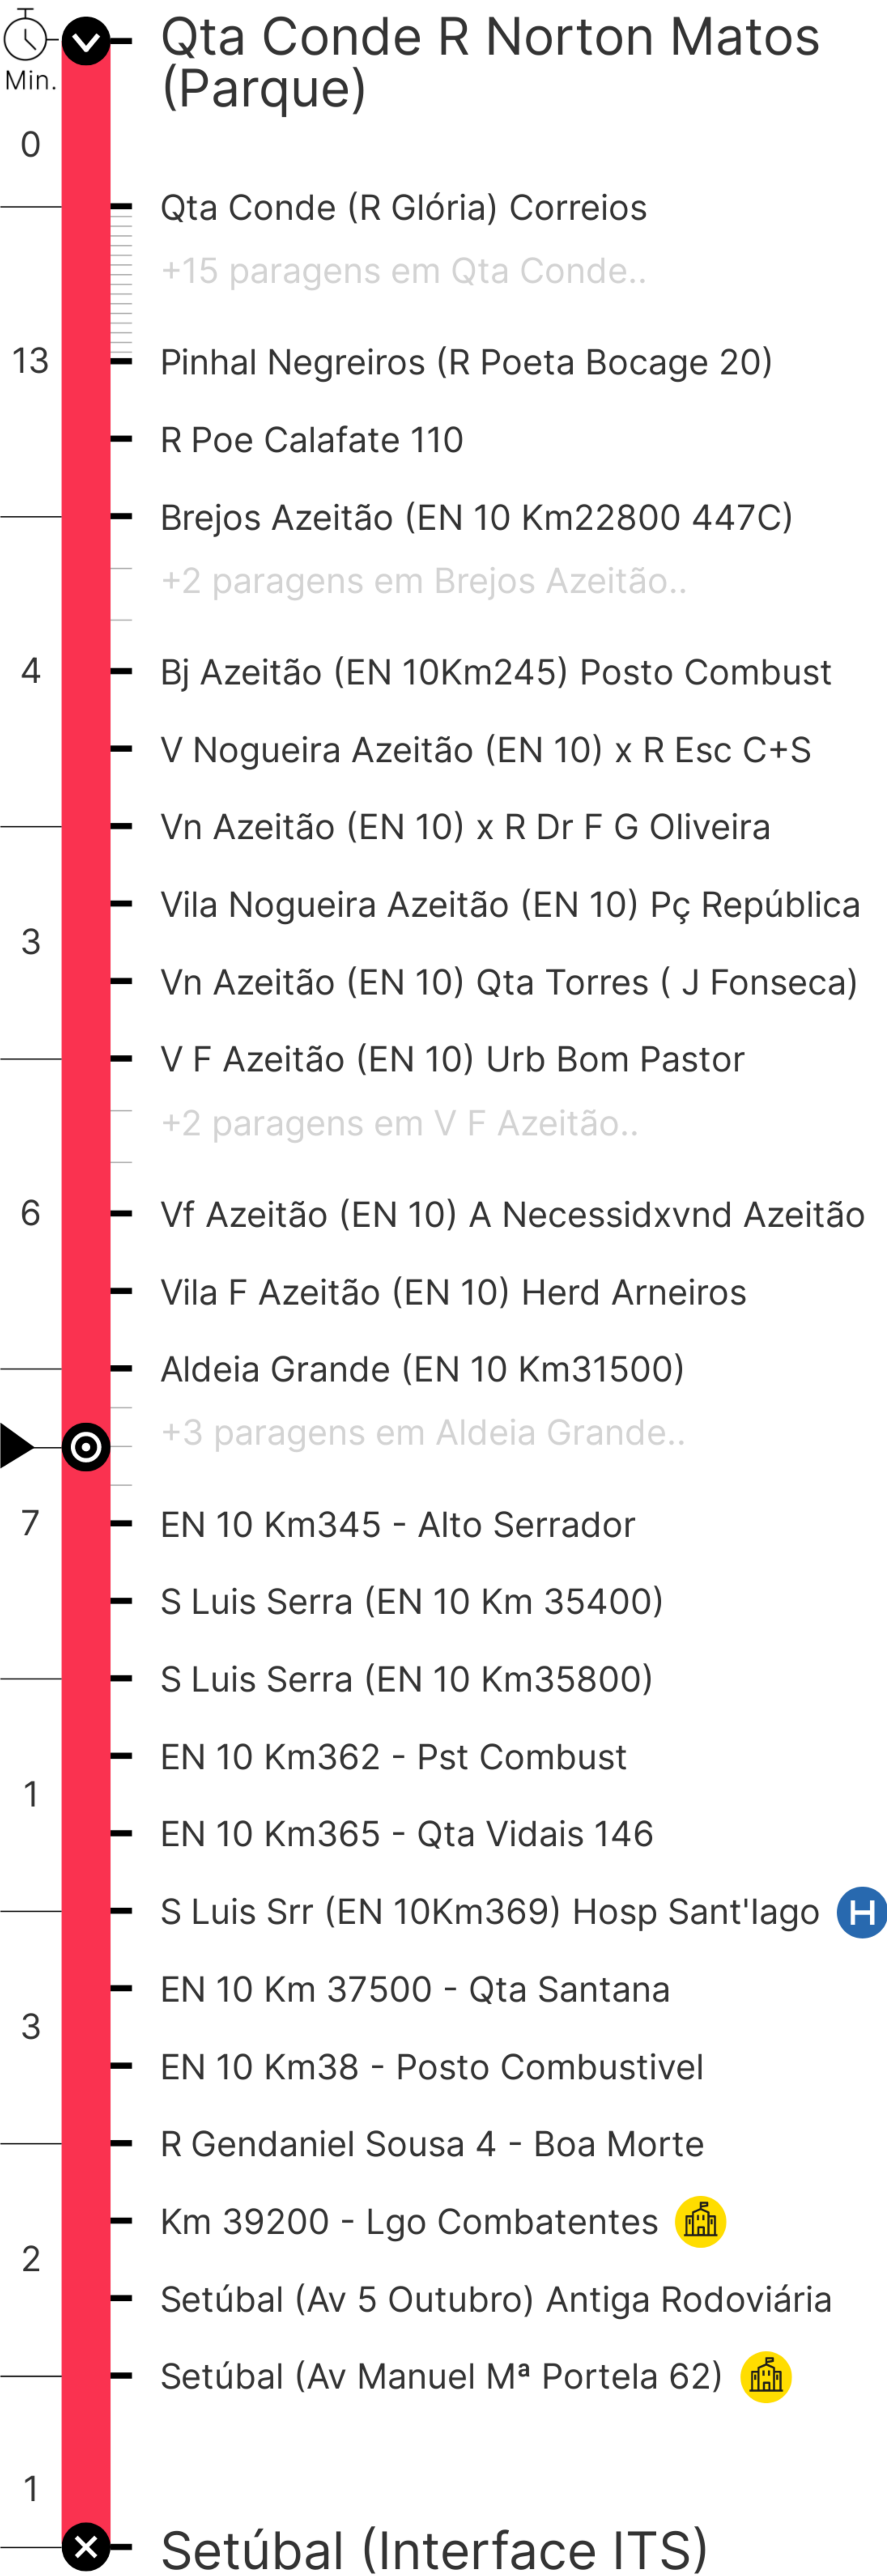 Qta Conde R Norton Matos
(Parque)
Min.
0
Qta Conde (R Glória) Correios
+15 paragens em Qta Conde..
13
Pinhal Negreiros (R Poeta Bocage 20)
R Poe Calafate 110
Brejos Azeitão (EN 10 Km22800 447C)
+2 paragens em Brejos Azeitão..
4
Bj Azeitão (EN 10Km245) Posto Combust
V Nogueira Azeitão (EN 10) x R Esc C+S
Vn Azeitão (EN 10) x R Dr F G Oliveira
Vila Nogueira Azeitão (EN 10) Pç República
3
Vn Azeitão (EN 10) Qta Torres ( J Fonseca)
V F Azeitão (EN 10) Urb Bom Pastor
+2 paragens em V F Azeitão..
6
Vf Azeitão (EN 10) A Necessidxvnd Azeitão
Vila F Azeitão (EN 10) Herd Arneiros
Aldeia Grande (EN 10 Km31500)
+3 paragens em Aldeia Grande..
7
EN 10 Km345 - Alto Serrador
S Luis Serra (EN 10 Km 35400)
S Luis Serra (EN 10 Km35800)
EN 10 Km362 - Pst Combust
1
EN 10 Km365 - Qta Vidais 146
S Luis Srr (EN 10Km369) Hosp Sant'Iago H
EN 10 Km 37500 - Qta Santana
3
EN 10 Km38 - Posto Combustivel
R Gendaniel Sousa 4 - Boa Morte
Km 39200 - Lgo Combatentes
2
Setúbal (Av 5 Outubro) Antiga Rodoviária
Setúbal (Av Manuel Mª Portela 62)
1
Setúbal (Interface ITS)